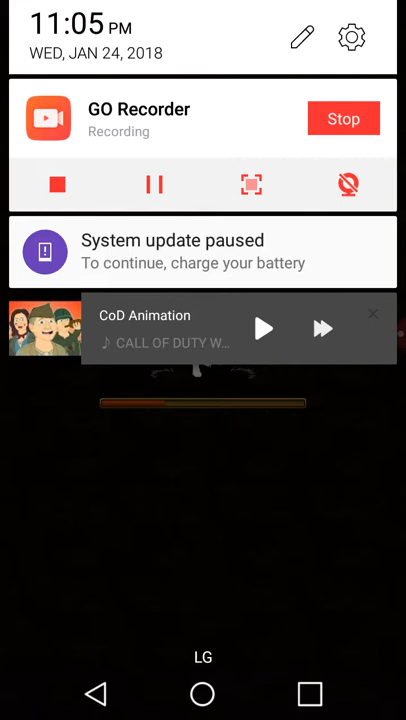 11:05 PM
WED, JAN 24, 2018
GO Recorder
Recording
Stop
System update paused
To continue, charge your battery
CoD Animation
♪ CALL OF DUTY W...
LG